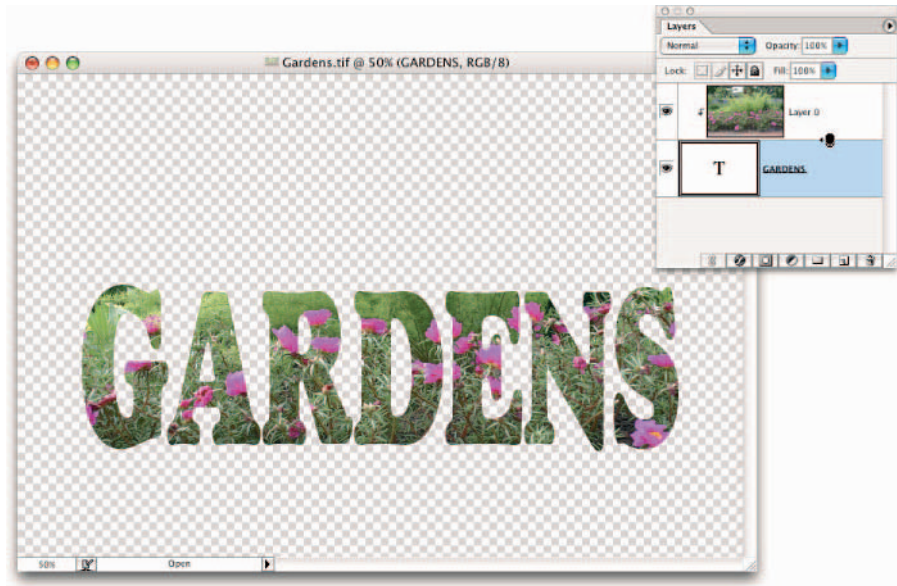 Layers
Normal Opacity: 100%
Lock: Fill: 100%
Layer 0
T GARDENS
Gardens.tif @ 50% (GARDENS, RGB/8)
GARDENS
50% Open